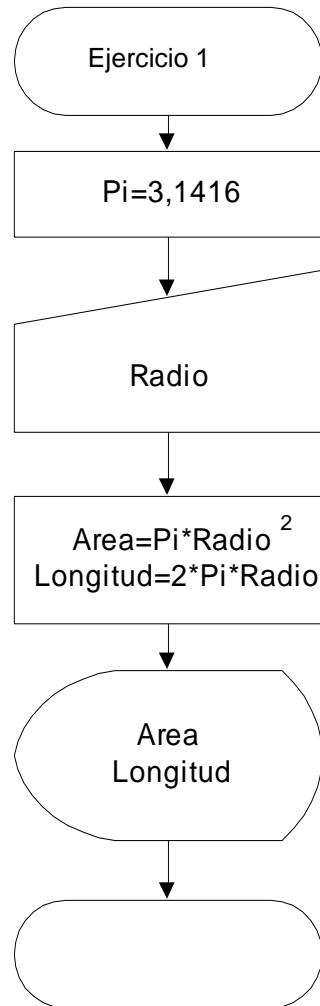 Ejercicio 1
Pi=3,1416
Radio
Area=Pi*Radio ²
Longitud=2*Pi*Radio
Area
Longitud